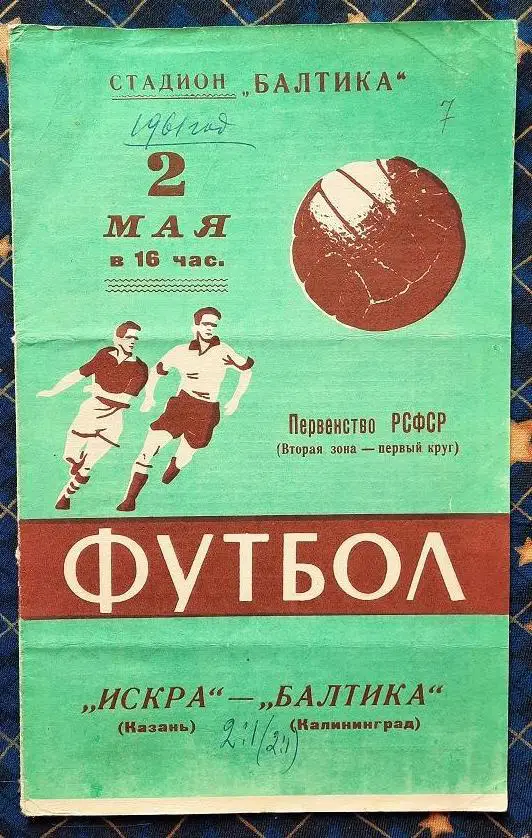 СТАДИОН „БАЛТИКА“
1961 год
7
2
МАЯ
в 16 час.
Первенство РСФСР
(Вторая зона — первый круг)
ФУТБОЛ
„ИСКРА“ — „БАЛТИКА“
(Казань) (Калининград)
2:1 (2:1)